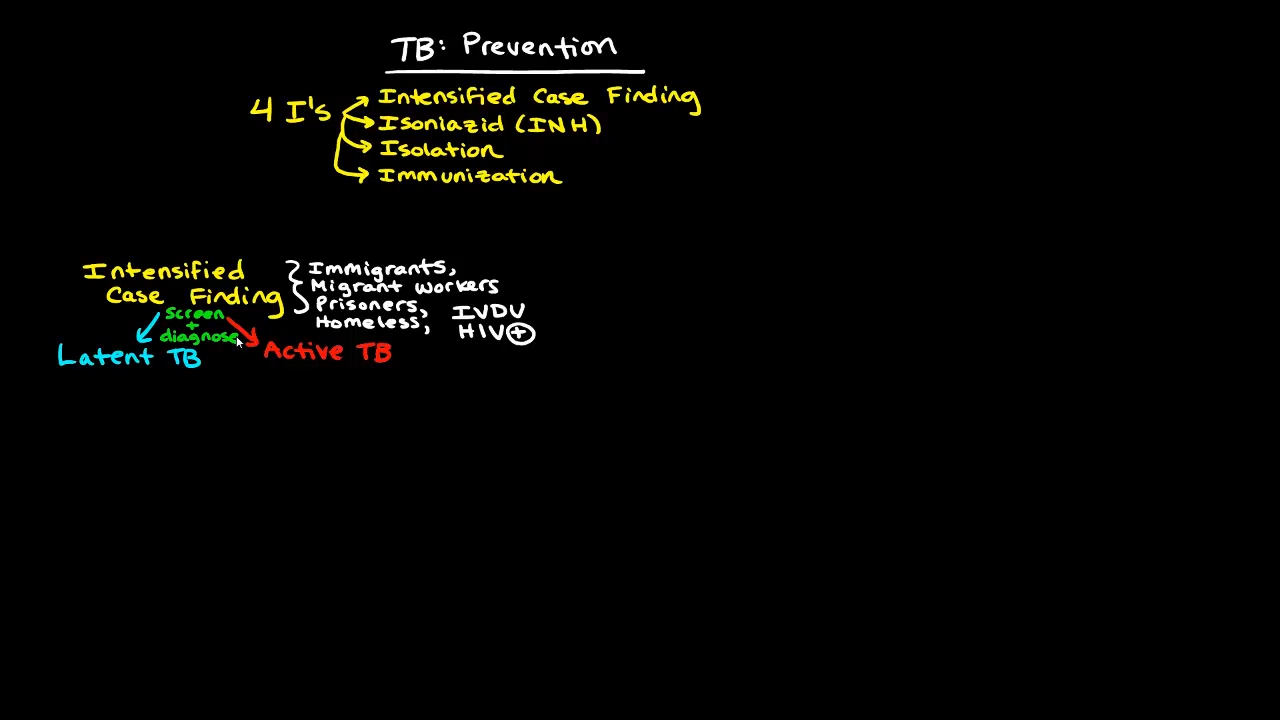 TB: Prevention
4 I's
Intensified Case Finding
Isoniazid (INH)
Isolation
Immunization
Intensified
Case Finding
Immigrants,
Migrant workers
Prisoners,
Homeless,
IVDU
HIV+
screen
+
diagnose
Latent TB
Active TB